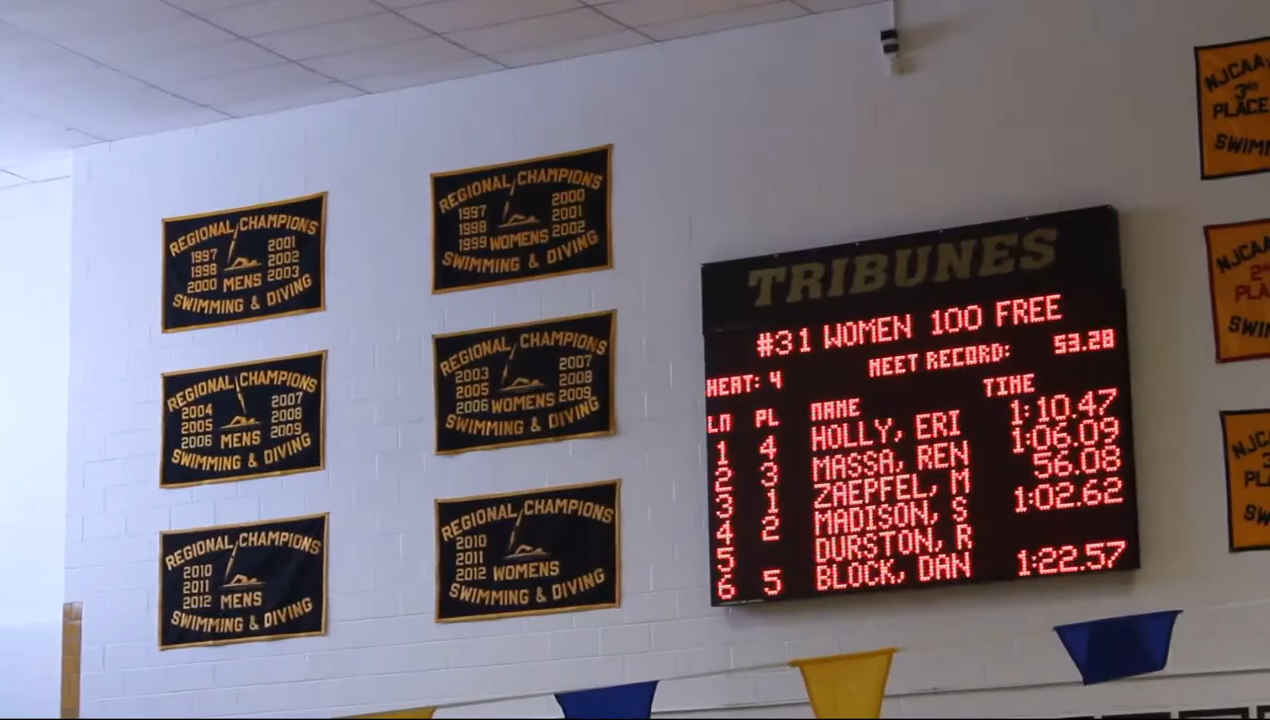 REGIONAL CHAMPIONS
1997 2001
1998 2002
2000 MENS 2003
SWIMMING & DIVING
REGIONAL CHAMPIONS
2004 2007
2005 2008
2006 MENS 2009
SWIMMING & DIVING
REGIONAL CHAMPIONS
2010
2011
2012 MENS
SWIMMING & DIVING
REGIONAL CHAMPIONS
1997 2000
1998 2001
1999 WOMENS 2002
SWIMMING & DIVING
REGIONAL CHAMPIONS
2003 2007
2005 2008
2006 WOMENS 2009
SWIMMING & DIVING
REGIONAL CHAMPIONS
2010
2011
2012 WOMENS
SWIMMING & DIVING
TRIBUNES
#31 WOMEN 100 FREE
MEET RECORD: 53.28
HEAT: 4
LN PL NAME TIME
1 4 HOLLY, ERI 1:10.47
2 3 MASSA, REN 1:06.09
3 1 ZAEPFEL, M 56.08
4 2 MADISON, S 1:02.62
5 DURSTON, R
6 5 BLOCK, DAN 1:22.57
NJCAA
3RD
PLACE
SWIM
NJCAA
2ND
PLA
SWIM
NJCA
3
PL
SW